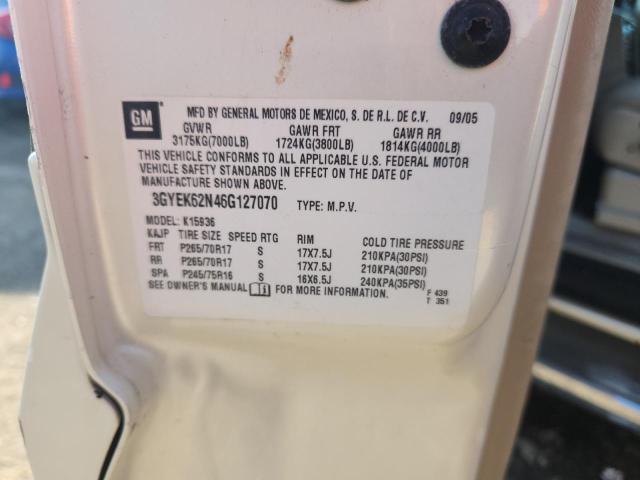 GM
MFD BY GENERAL MOTORS DE MEXICO, S. DE R.L. DE C.V. 09/05
GVWR GAWR FRT GAWR RR
3175KG(7000LB) 1724KG(3800LB) 1814KG(4000LB)
THIS VEHICLE CONFORMS TO ALL APPLICABLE U.S. FEDERAL MOTOR
VEHICLE SAFETY STANDARDS IN EFFECT ON THE DATE OF
MANUFACTURE SHOWN ABOVE.
3GYEK62N46G127070 TYPE: M.P.V.
MODEL: K15936
KAJP TIRE SIZE SPEED RTG RIM COLD TIRE PRESSURE
FRT P265/70R17 S 17X7.5J 210KPA(30PSI)
RR P265/70R17 S 17X7.5J 210KPA(30PSI)
SPA P245/75R16 S 16X6.5J 240KPA(35PSI)
SEE OWNER'S MANUAL FOR MORE INFORMATION. F 439
T 351